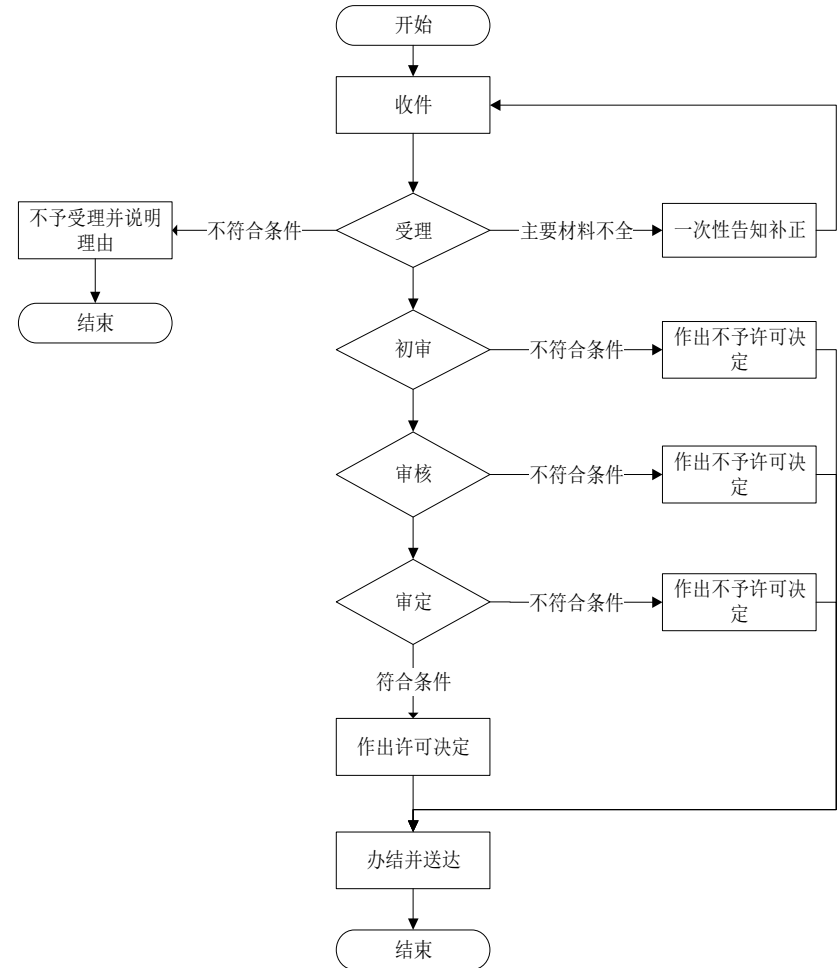 开始
收件
不予受理并说明
理由
不符合条件
受理
主要材料不全
一次性告知补正
结束
初审
不符合条件
作出不予许可决
定
审核
不符合条件
作出不予许可决
定
审定
不符合条件
作出不予许可决
定
符合条件
作出许可决定
办结并送达
结束